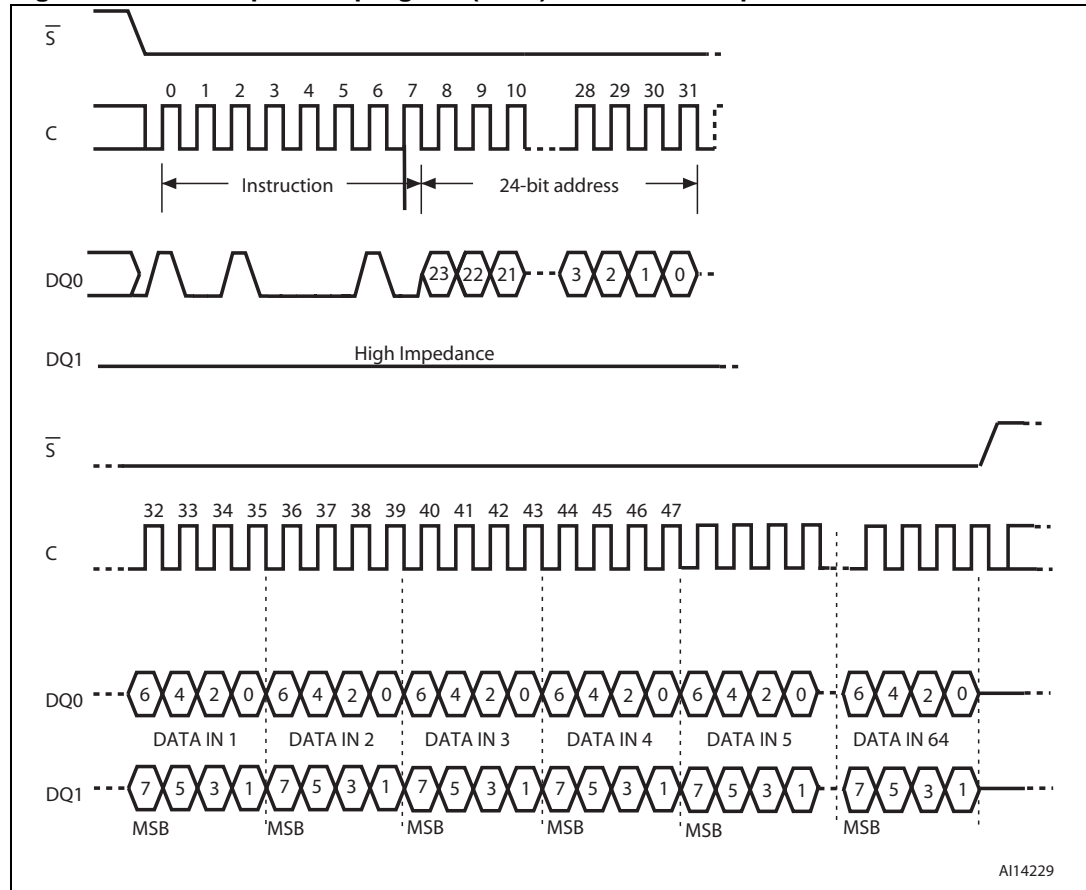 S
0 1 2 3 4 5 6 7 8 9 10 28 29 30 31
C
Instruction 24-bit address
DQ0 23 22 21 3 2 1 0
DQ1 High Impedance
S
32 33 34 35 36 37 38 39 40 41 42 43 44 45 46 47
C
DQ0 6 4 2 0 6 4 2 0 6 4 2 0 6 4 2 0 6 4 2 0 6 4 2 0
DATA IN 1 DATA IN 2 DATA IN 3 DATA IN 4 DATA IN 5 DATA IN 64
DQ1 7 5 3 1 7 5 3 1 7 5 3 1 7 5 3 1 7 5 3 1 7 5 3 1
MSB MSB MSB MSB MSB MSB
AI14229